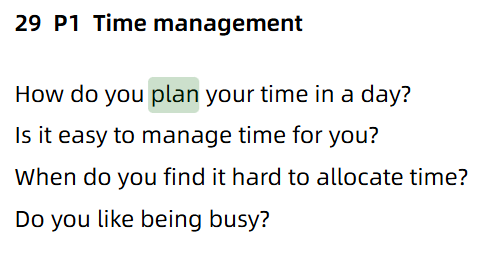 29 P1 Time management
How do you plan your time in a day?
Is it easy to manage time for you?
When do you find it hard to allocate time?
Do you like being busy?